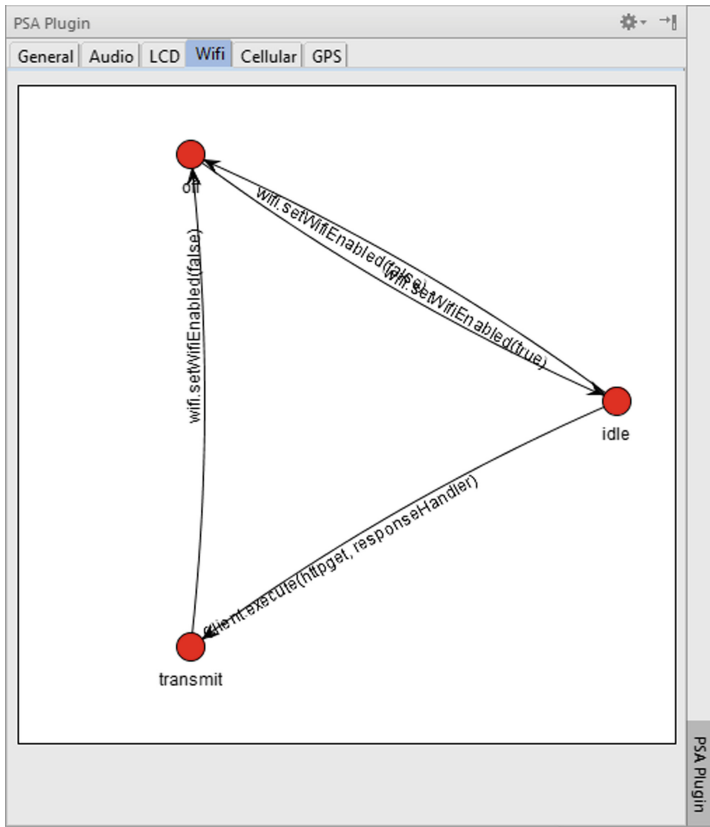 PSA Plugin
General Audio LCD Wifi Cellular GPS
off
wifi.setWifiEnabled(false)
wifi.setWifiEnabled(true)
wifi.setWifiEnabled(false)
idle
client.execute(httpget, responseHandler)
transmit
PSA Plugin